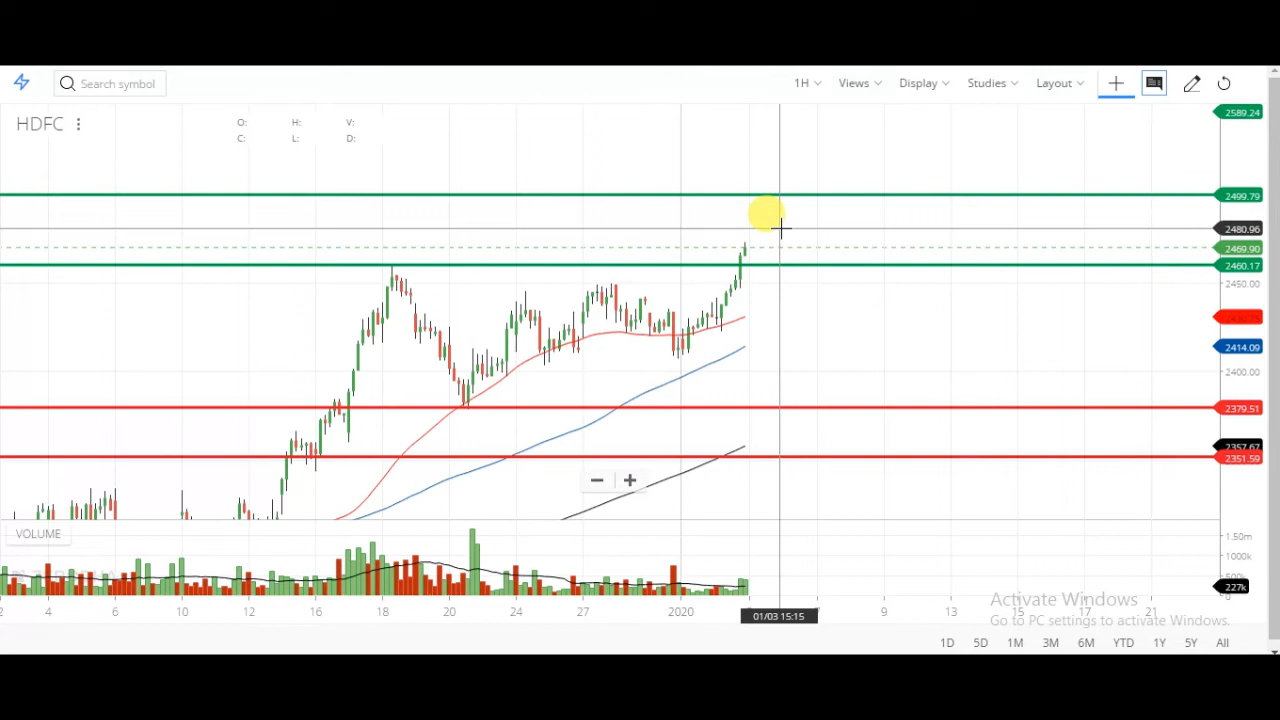 Search symbol
1H Views Display Studies Layout
HDFC
O: H: V:
C: L: D:
2589.24
2499.79
2480.96
2469.90
2460.17
2450.00
2414.09
2400.00
2379.51
2357.67
2351.59
VOLUME
1.50m
1000k
227k
4 6 10 12 16 18 20 24 27 2020 7 9 13 15 17 21
01/03 15:15
Activate Windows
Go to PC settings to activate Windows.
1D 5D 1M 3M 6M YTD 1Y 5Y All